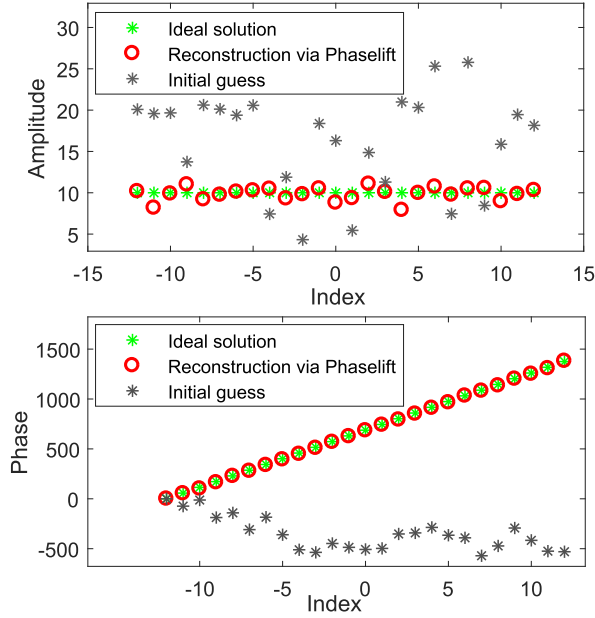 30
25
20
15
10
5
Amplitude
Ideal solution
Reconstruction via Phaselift
Initial guess
-15 -10 -5 0 5 10 15
Index
1500
1000
500
0
-500
Phase
Ideal solution
Reconstruction via Phaselift
Initial guess
-10 -5 0 5 10
Index